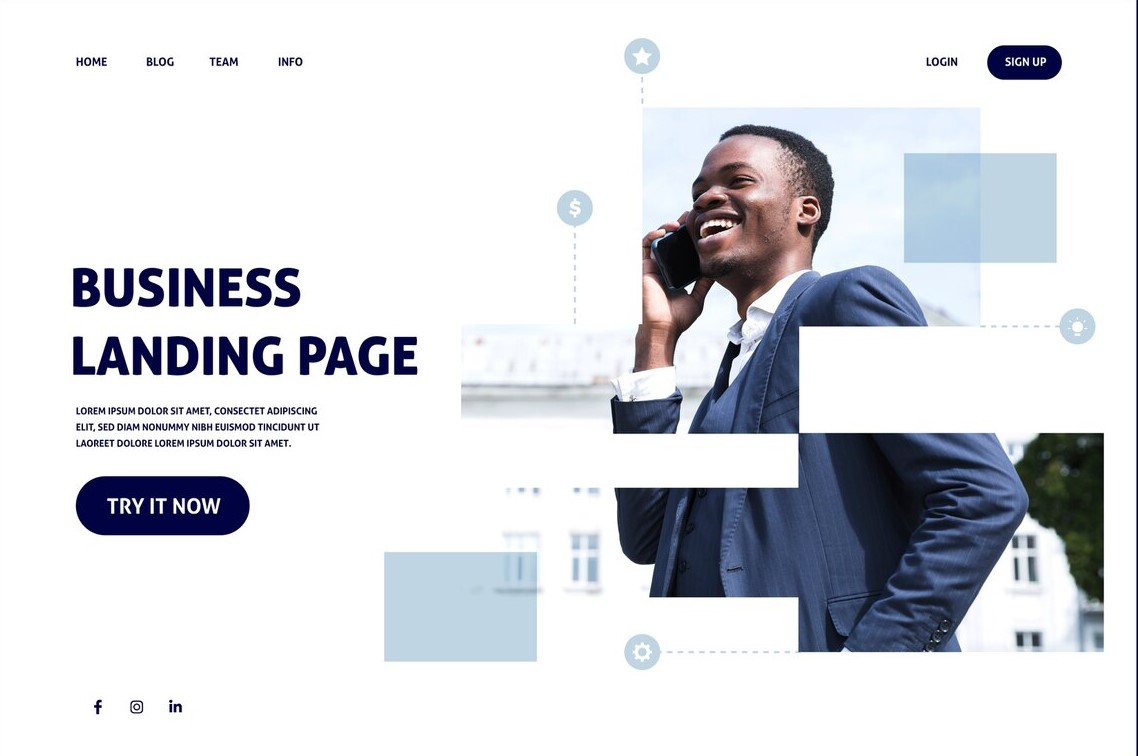 HOME BLOG TEAM INFO LOGIN SIGN UP
$
BUSINESS
LANDING PAGE
LOREM IPSUM DOLOR SIT AMET, CONSECTET ADIPISCING
ELIT, SED DIAM NONUMMY NIBH EUISMOD TINCIDUNT UT
LAOREET DOLORE LOREM IPSUM DOLOR SIT AMET.
TRY IT NOW
f in